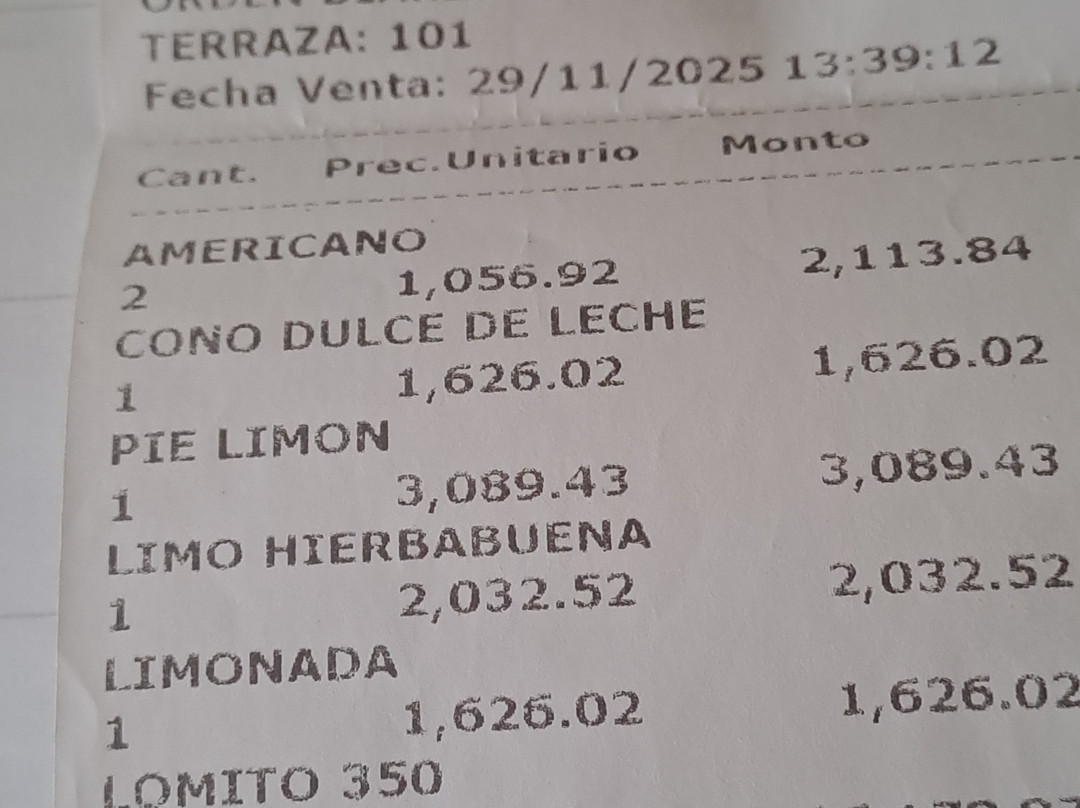 TERRAZA: 101
Fecha Venta: 29/11/2025 13:39:12
Cant. Prec.Unitario Monto
AMERICANO
2 1,056.92 2,113.84
CONO DULCE DE LECHE
1 1,626.02 1,626.02
PIE LIMON
1 3,089.43 3,089.43
LIMO HIERBABUENA
1 2,032.52 2,032.52
LIMONADA
1 1,626.02 1,626.02
LOMITO 350